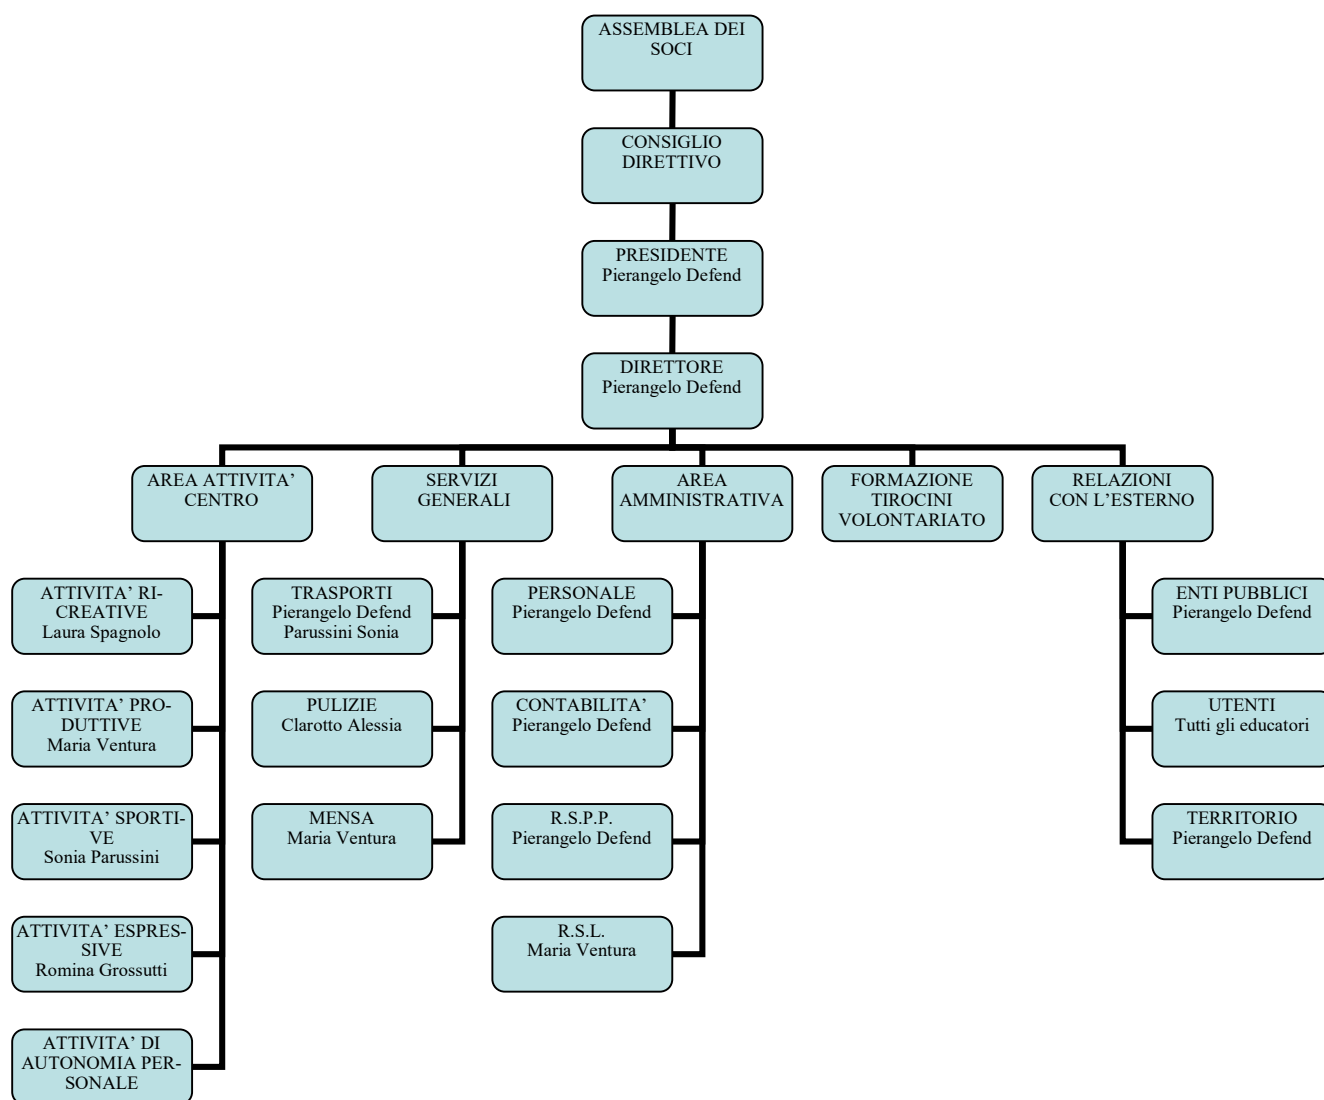 ASSEMBLEA DEI
SOCI
CONSIGLIO
DIRETTIVO
PRESIDENTE
Pierangelo Defend
DIRETTORE
Pierangelo Defend
AREA ATTIVITA’
CENTRO
SERVIZI
GENERALI
AREA
AMMINISTRATIVA
FORMAZIONE
TIROCINI
VOLONTARIATO
RELAZIONI
CON L’ESTERNO
ATTIVITA’ RI-
CREATIVE
Laura Spagnolo
ATTIVITA’ PRO-
DUTTIVE
Maria Ventura
ATTIVITA’ SPORTI-
VE
Sonia Parussini
ATTIVITA’ ESPRES-
SIVE
Romina Grossutti
ATTIVITA’ DI
AUTONOMIA PER-
SONALE
TRASPORTI
Pierangelo Defend
Parussini Sonia
PULIZIE
Clarotto Alessia
MENSA
Maria Ventura
PERSONALE
Pierangelo Defend
CONTABILITA’
Pierangelo Defend
R.S.P.P.
Pierangelo Defend
R.S.L.
Maria Ventura
ENTI PUBBLICI
Pierangelo Defend
UTENTI
Tutti gli educatori
TERRITORIO
Pierangelo Defend